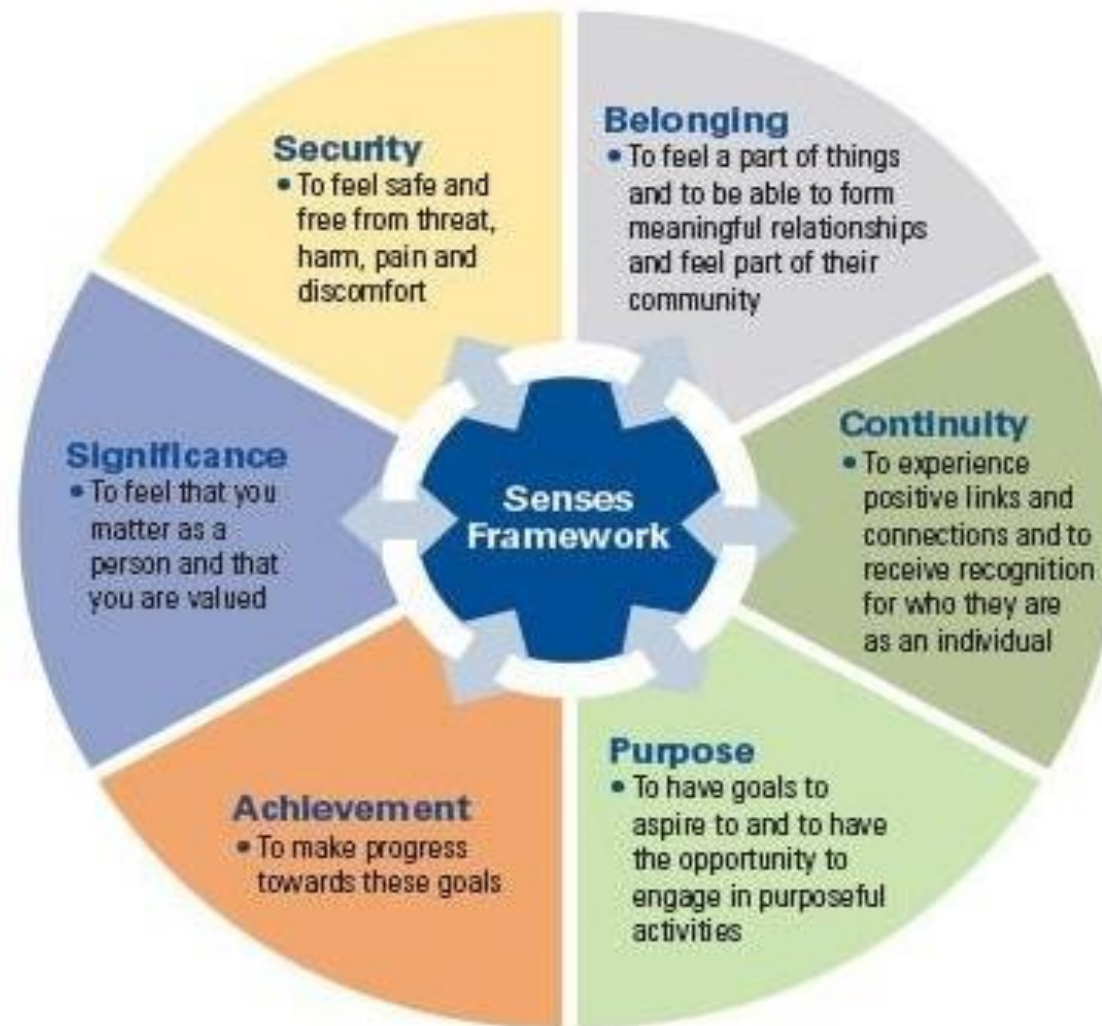 Security
• To feel safe and
free from threat,
harm, pain and
discomfort
Belonging
• To feel a part of things
and to be able to form
meaningful relationships
and feel part of their
community
Continuity
• To experience
positive links and
connections and to
receive recognition
for who they are
as an individual
Purpose
• To have goals to
aspire to and to have
the opportunity to
engage in purposeful
activities
Achievement
• To make progress
towards these goals
Significance
• To feel that you
matter as a
person and that
you are valued
Senses
Framework